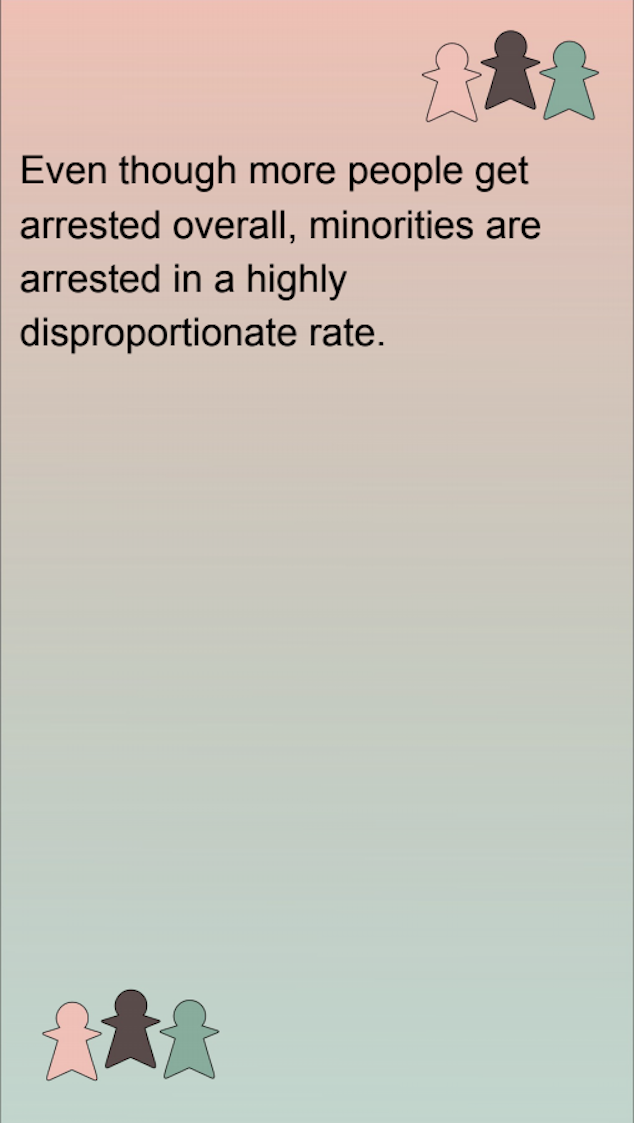 Even though more people get
arrested overall, minorities are
arrested in a highly
disproportionate rate.